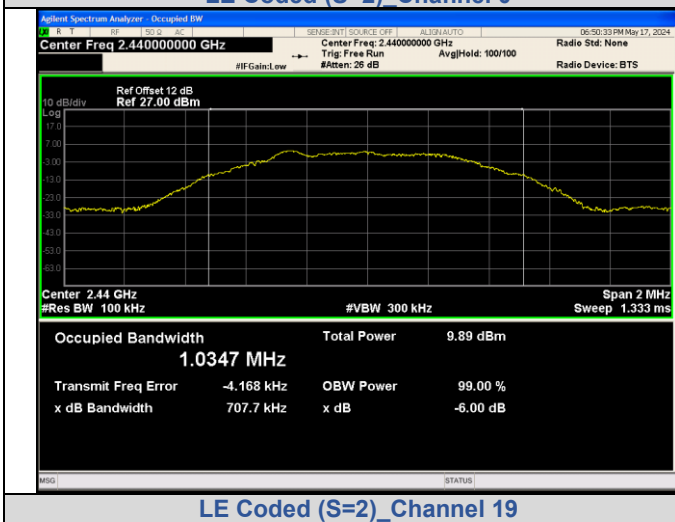 Agilent Spectrum Analyzer - Occupied BW
R T RF 50 Ω AC SENSE:INT SOURCE OFF ALIGN AUTO 06:50:33 PM May 17, 2024
Center Freq 2.440000000 GHz Center Freq: 2.440000000 GHz Radio Std: None
Trig: Free Run Avg|Hold: 100/100
#IFGain:Low #Atten: 26 dB Radio Device: BTS
Ref Offset 12 dB
10 dB/div Ref 27.00 dBm
Log
17.0
7.00
-3.00
-13.0
-23.0
-33.0
-43.0
-53.0
-63.0
Center 2.44 GHz Span 2 MHz
#Res BW 100 kHz #VBW 300 kHz Sweep 1.333 ms
Occupied Bandwidth Total Power 9.89 dBm
1.0347 MHz
Transmit Freq Error -4.168 kHz OBW Power 99.00 %
x dB Bandwidth 707.7 kHz x dB -6.00 dB
MSG STATUS
LE Coded (S=2)_Channel 19